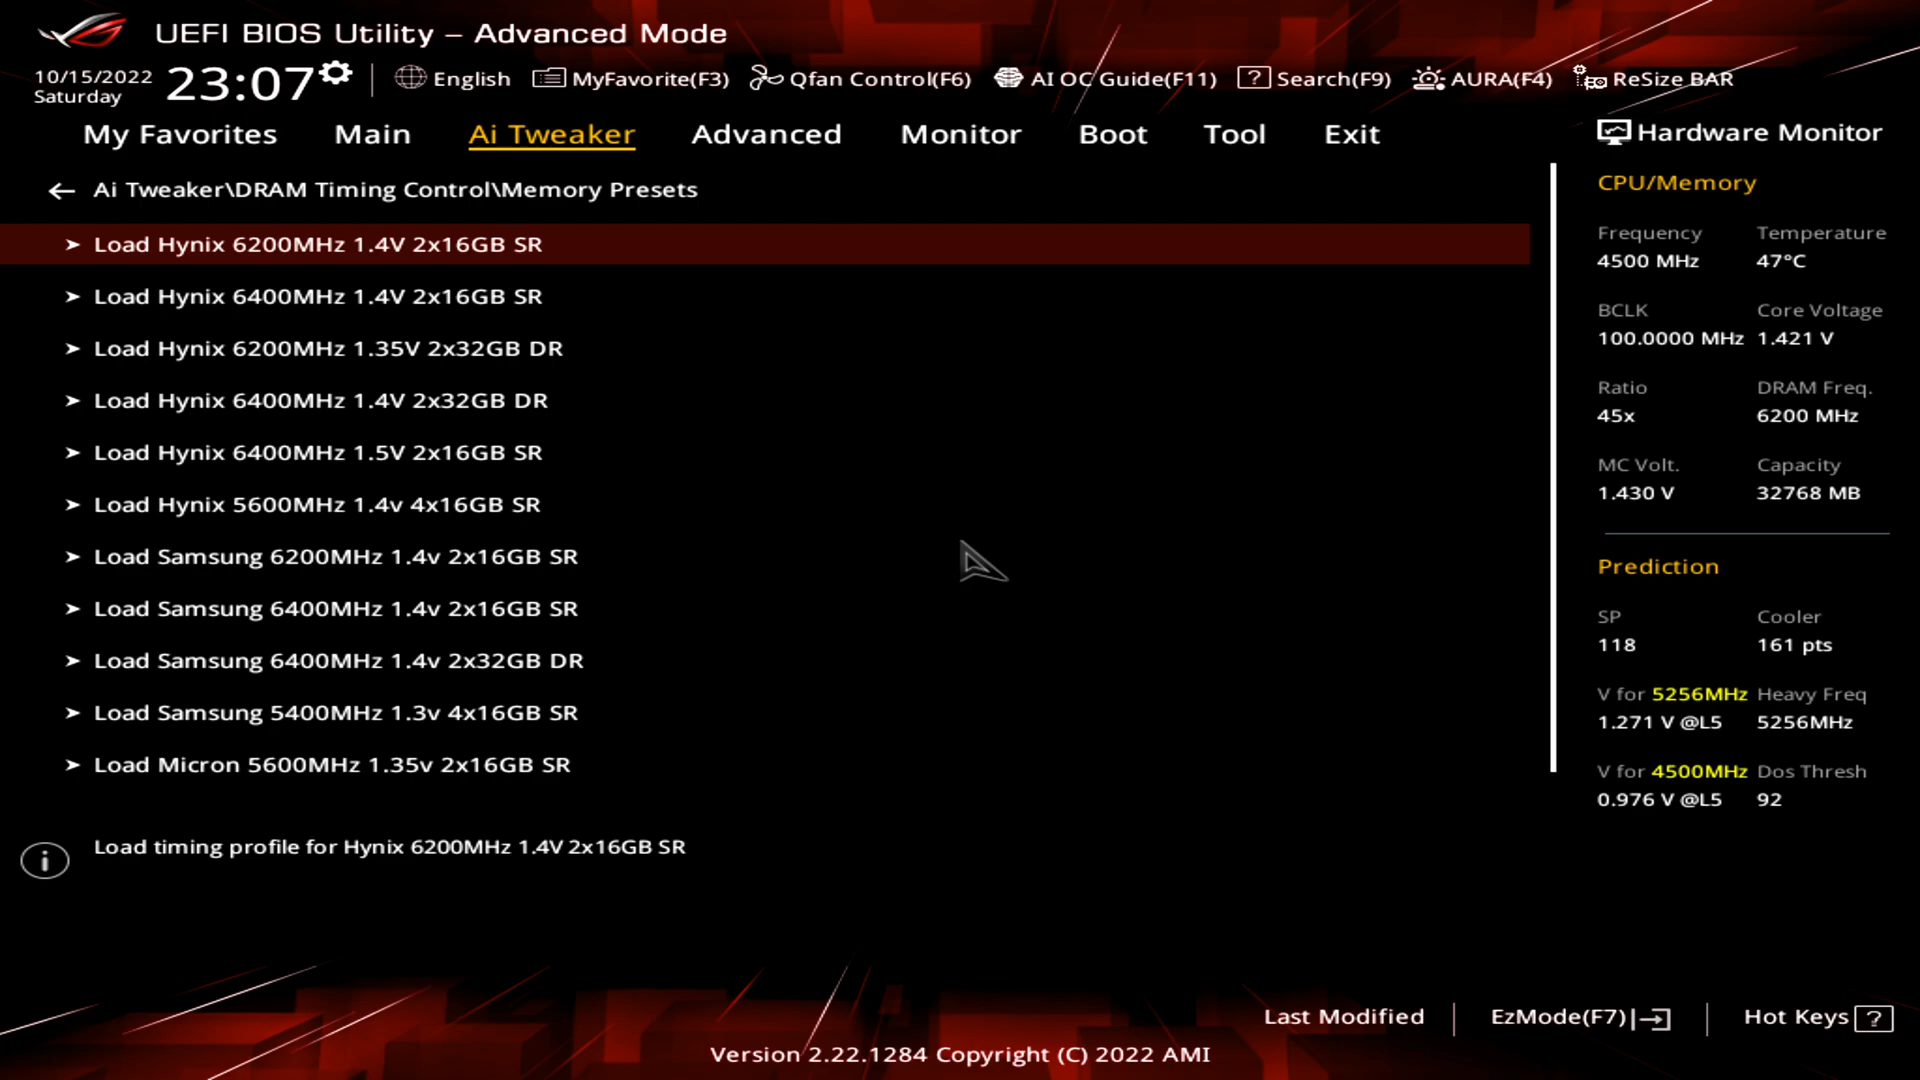 UEFI BIOS Utility – Advanced Mode
10/15/2022
Saturday
23:07
English
MyFavorite(F3)
Qfan Control(F6)
AI OC Guide(F11)
? Search(F9)
AURA(F4)
ReSize BAR
My Favorites
Main
Ai Tweaker
Advanced
Monitor
Boot
Tool
Exit
Hardware Monitor
Ai Tweaker\DRAM Timing Control\Memory Presets
Load Hynix 6200MHz 1.4V 2x16GB SR
Load Hynix 6400MHz 1.4V 2x16GB SR
Load Hynix 6200MHz 1.35V 2x32GB DR
Load Hynix 6400MHz 1.4V 2x32GB DR
Load Hynix 6400MHz 1.5V 2x16GB SR
Load Hynix 5600MHz 1.4v 4x16GB SR
Load Samsung 6200MHz 1.4v 2x16GB SR
Load Samsung 6400MHz 1.4v 2x16GB SR
Load Samsung 6400MHz 1.4v 2x32GB DR
Load Samsung 5400MHz 1.3v 4x16GB SR
Load Micron 5600MHz 1.35v 2x16GB SR
i
Load timing profile for Hynix 6200MHz 1.4V 2x16GB SR
CPU/Memory
Frequency Temperature
4500 MHz 47°C
BCLK Core Voltage
100.0000 MHz 1.421 V
Ratio DRAM Freq.
45x 6200 MHz
MC Volt. Capacity
1.430 V 32768 MB
Prediction
SP Cooler
118 161 pts
V for 5256MHz Heavy Freq
1.271 V @L5 5256MHz
V for 4500MHz Dos Thresh
0.976 V @L5 92
Last Modified
EzMode(F7)
Hot Keys ?
Version 2.22.1284 Copyright (C) 2022 AMI